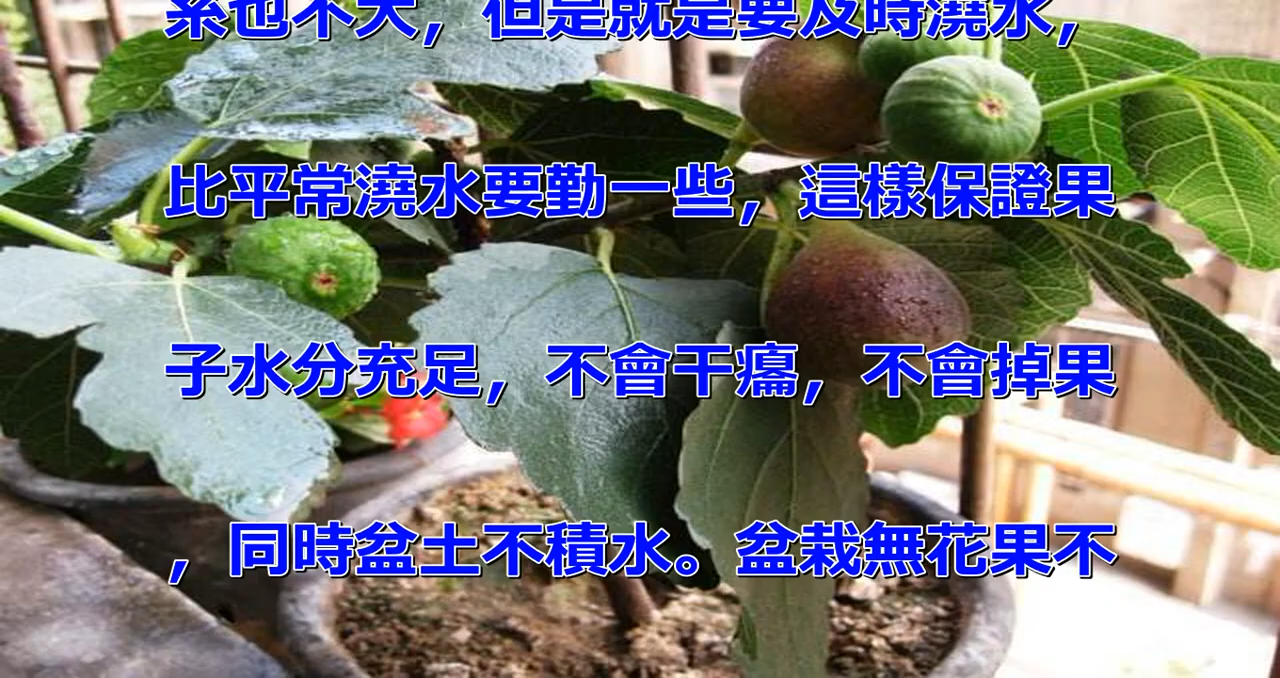 系也不大，但是就是要及時澆水，
比平常澆水要勤一些，這樣保證果
子水分充足，不會干癟，不會掉果
，同時盆土不積水。盆栽無花果不